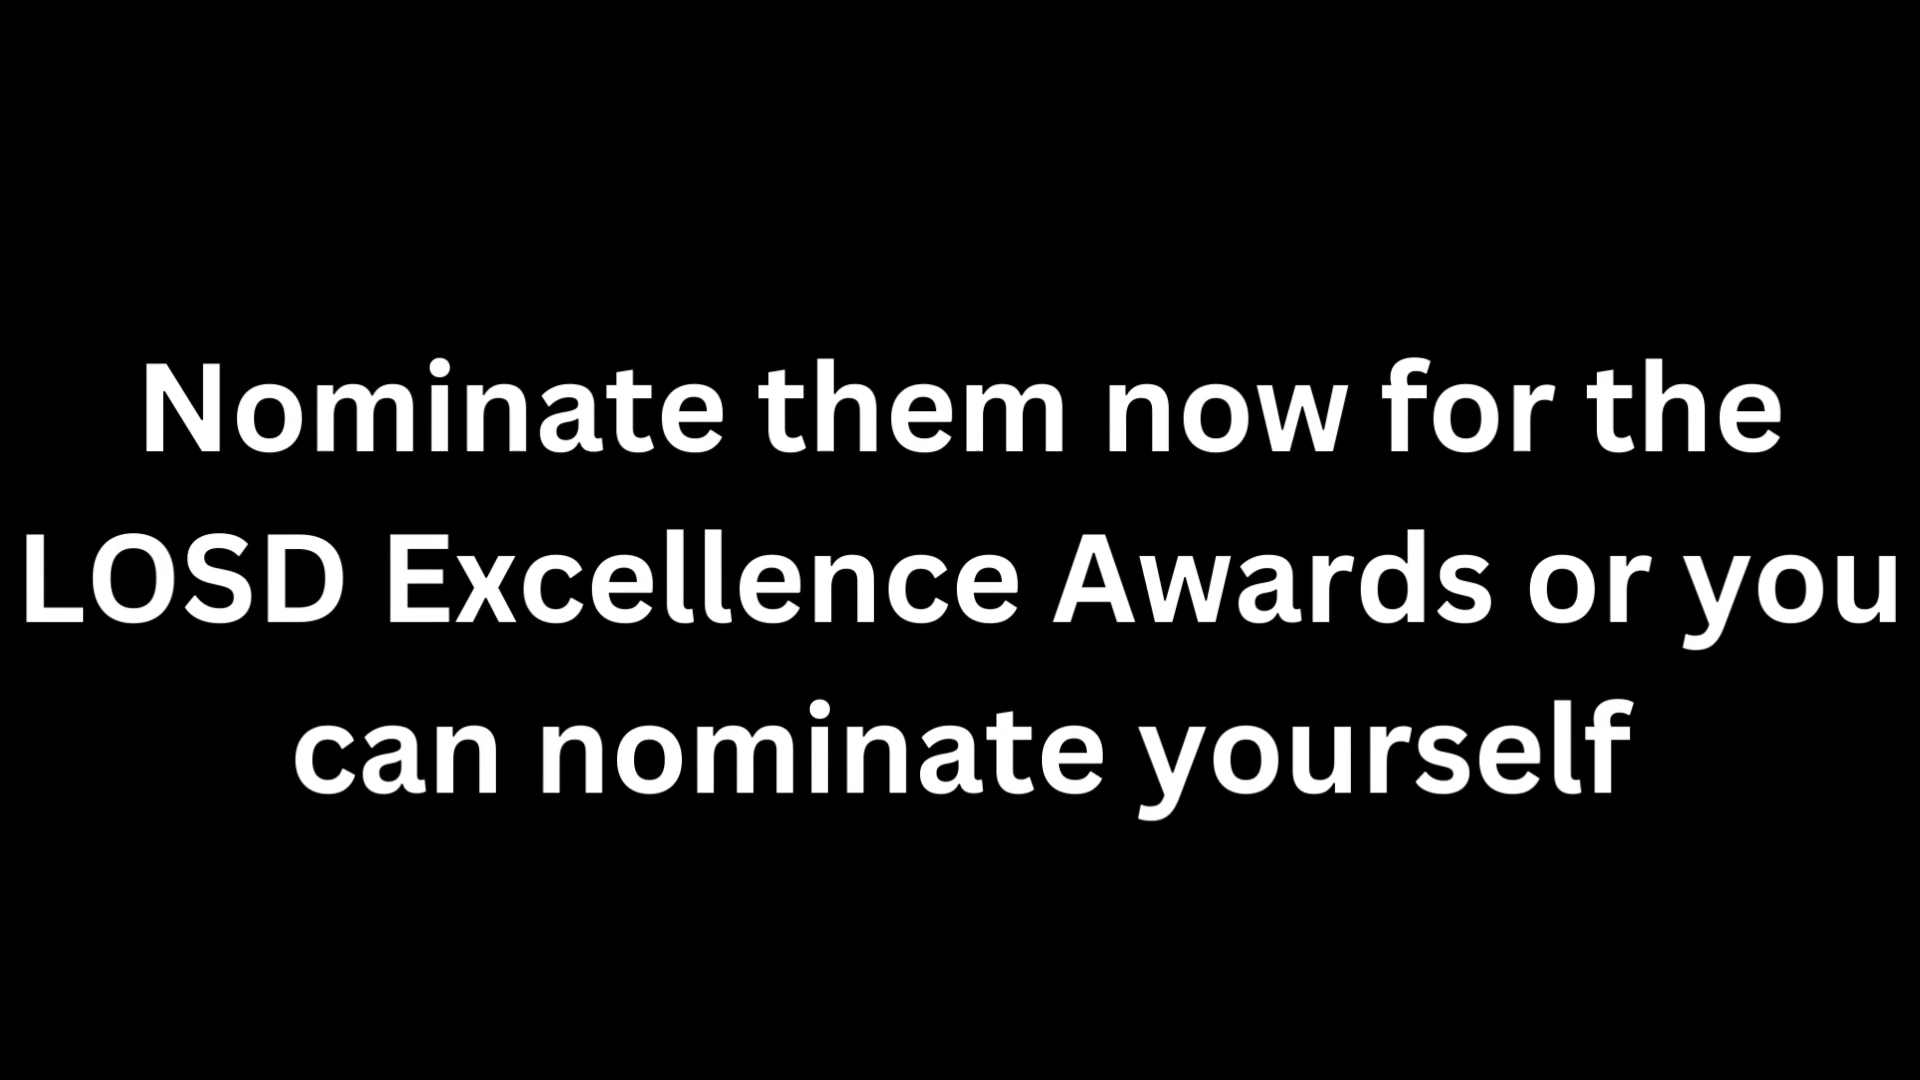 Nominate them now for the
LOSD Excellence Awards or you
can nominate yourself